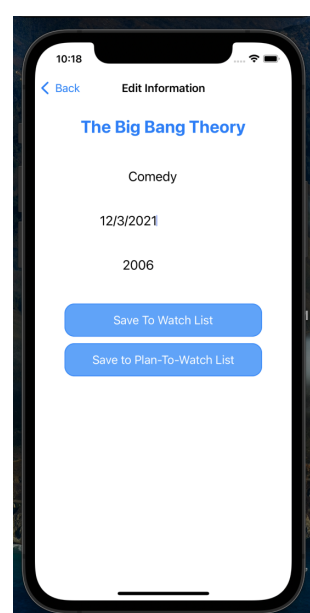 10:18
Back
Edit Information
The Big Bang Theory
Comedy
12/3/2021
2006
Save To Watch List
Save to Plan-To-Watch List